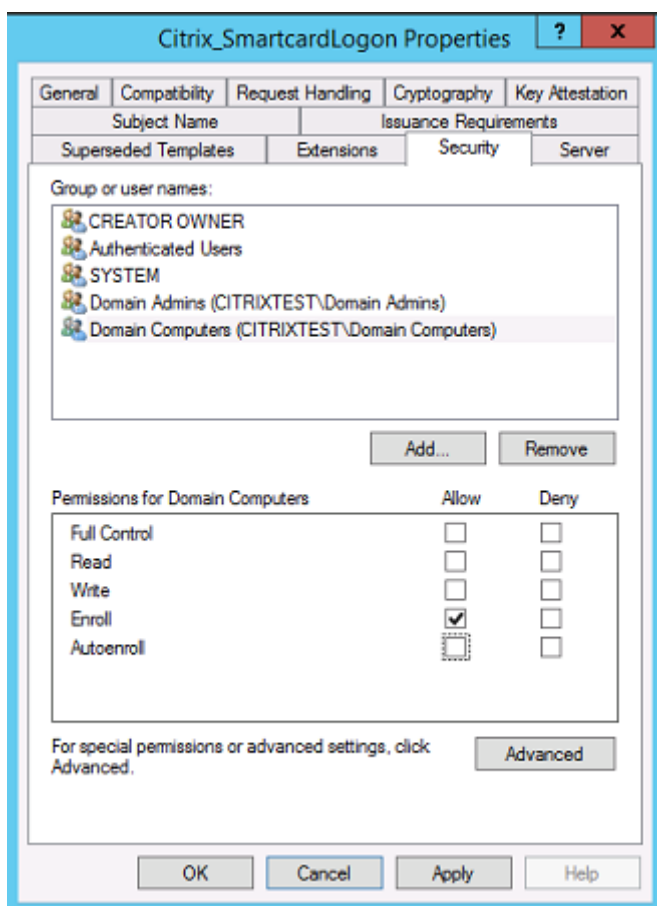 Citrix_SmartcardLogon Properties ? x
General Compatibility Request Handling Cryptography Key Attestation
Subject Name Issuance Requirements
Superseded Templates Extensions Security Server
Group or user names:
CREATOR OWNER
Authenticated Users
SYSTEM
Domain Admins (CITRIXTEST\Domain Admins)
Domain Computers (CITRIXTEST\Domain Computers)
Add... Remove
Permissions for Domain Computers Allow Deny
Full Control
Read
Write
Enroll
Autoenroll
For special permissions or advanced settings, click
Advanced.
Advanced
OK Cancel Apply Help